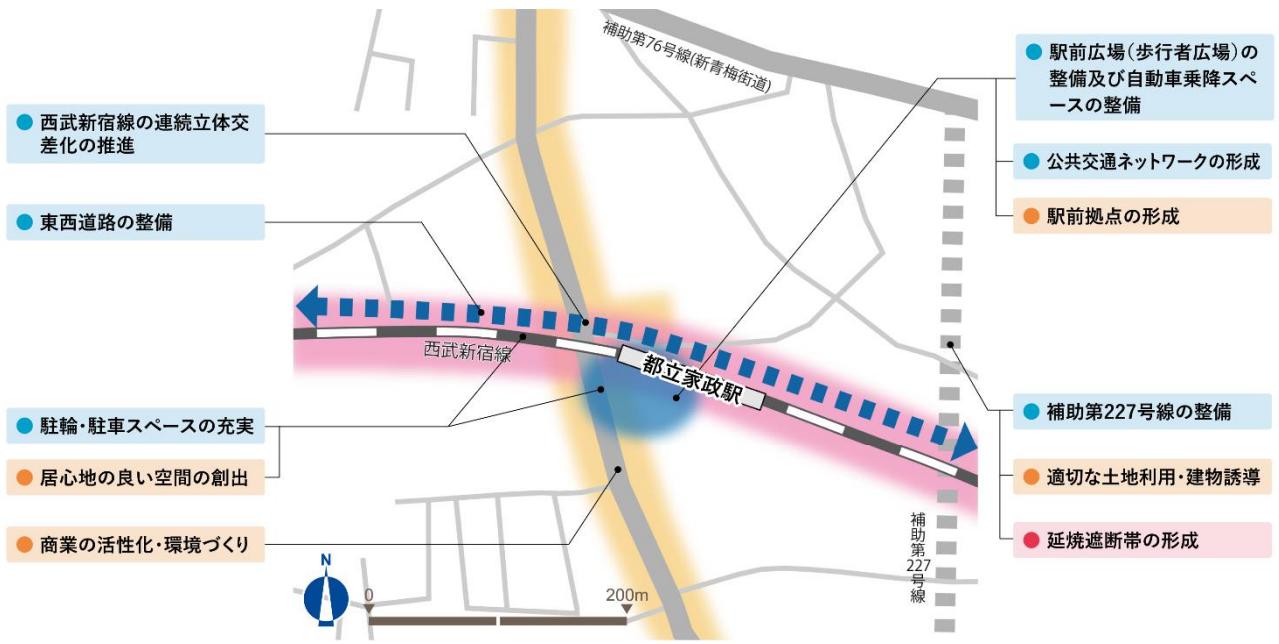 西武新宿線の連続立体交
差化の推進
東西道路の整備
駐輪・駐車スペースの充実
居心地の良い空間の創出
商業の活性化・環境づくり
補助第76号線(新青梅街道)
西武新宿線
都立家政駅
補助第227号線
N
0
200m
駅前広場(歩行者広場)の
整備及び自動車乗降スペ
ースの整備
公共交通ネットワークの形成
駅前拠点の形成
補助第227号線の整備
適切な土地利用・建物誘導
延焼遮断帯の形成